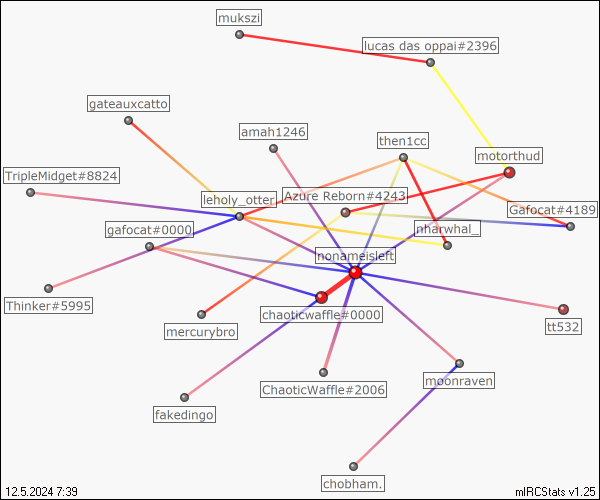 mukszi
lucas das oppai#2396
gateauxcatto
amah1246
then1cc
motorthud
TripleMidget#8824
leholy_otter
Azure Reborn#4243
Gafocat#4189
gafocat#0000
nharwhal_
nonameisleft
Thinker#5995
chaoticwaffle#0000
mercurybro
tt532
ChaoticWaffle#2006
moonraven
fakedingo
chobham.
12.5.2024 7:39
mIRCStats v1.25